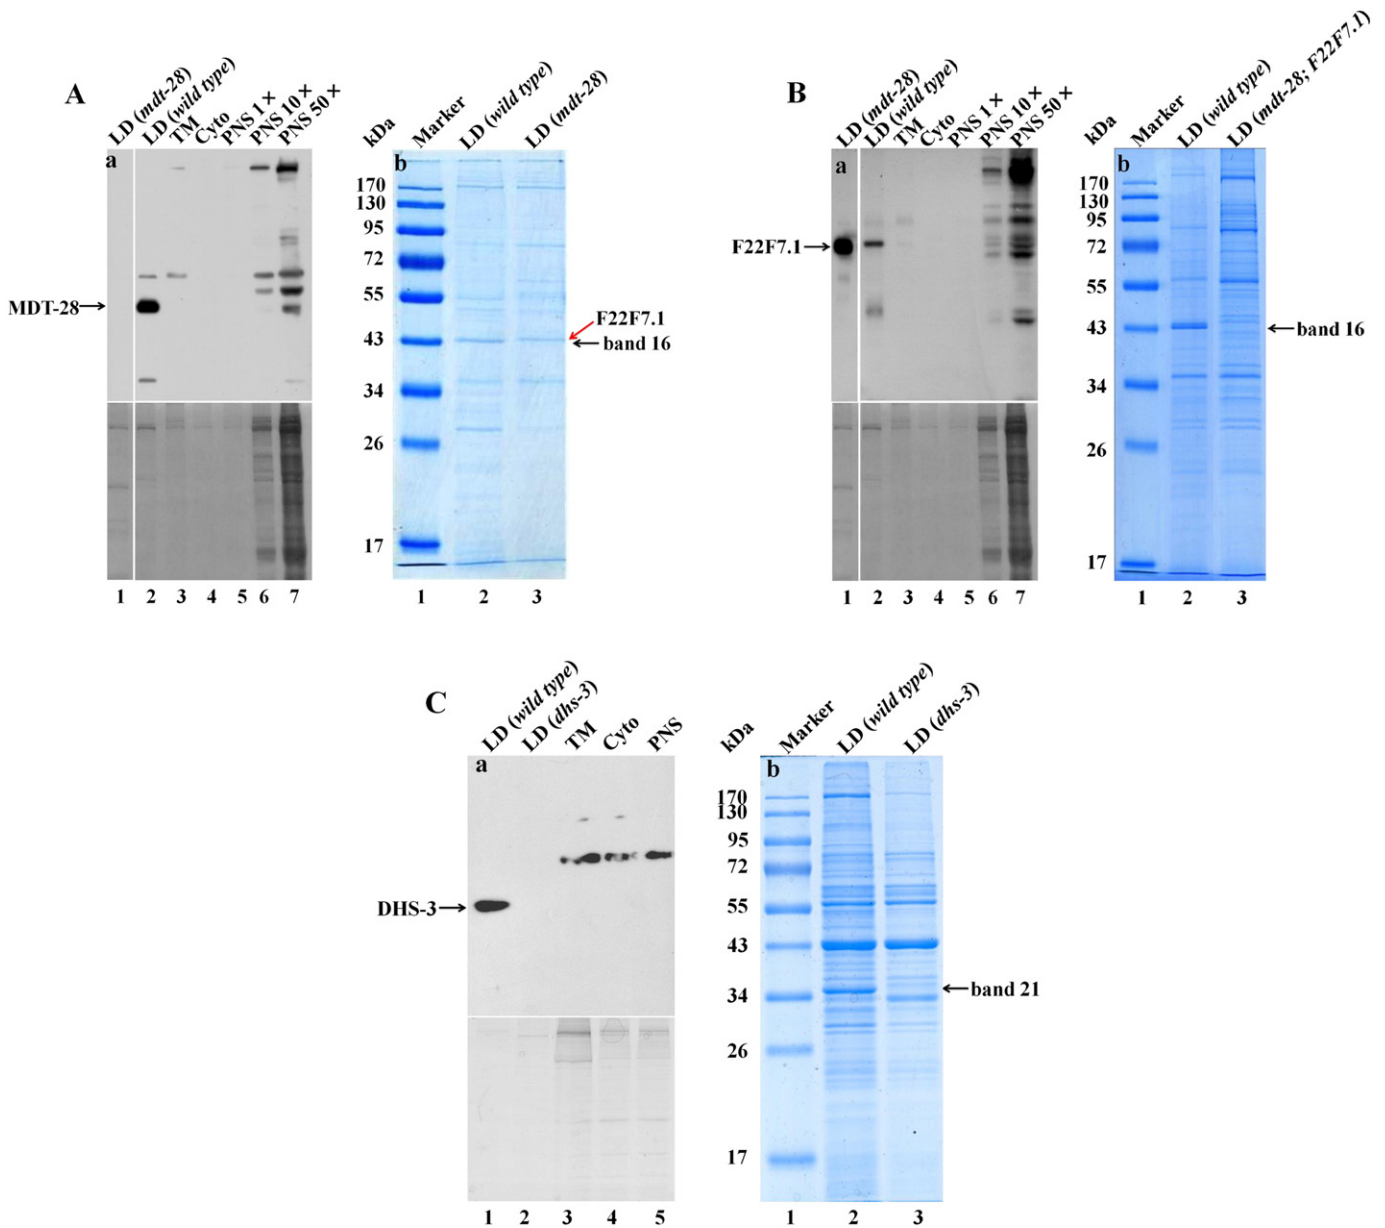 A
LD (mdt-28)
LD (wild type)
TM
Cyto
PNS 1×
PNS 10×
PNS 50×
a
MDT-28
1 2 3 4 5 6 7
kDa
Marker
LD (wild type)
LD (mdt-28)
b
170
130
95
72
55
43
34
26
17
F22F7.1
band 16
1 2 3
B
LD (mdt-28)
LD (wild type)
TM
Cyto
PNS 1×
PNS 10×
PNS 50×
a
F22F7.1
1 2 3 4 5 6 7
kDa
Marker
LD (wild type)
LD (mdt-28; F22F7.1)
b
170
130
95
72
55
43
34
26
17
band 16
1 2 3
C
LD (wild type)
LD (dhs-3)
TM
Cyto
PNS
a
DHS-3
1 2 3 4 5
kDa
Marker
LD (wild type)
LD (dhs-3)
b
170
130
95
72
55
43
34
26
17
band 21
1 2 3